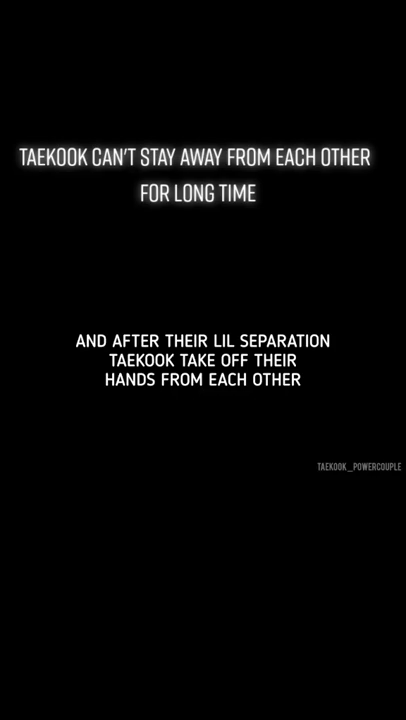 TAEKOOK CAN'T STAY AWAY FROM EACH OTHER
FOR LONG TIME
AND AFTER THEIR LIL SEPARATION
TAEKOOK TAKE OFF THEIR
HANDS FROM EACH OTHER
TAEKOOK_POWERCOUPLE